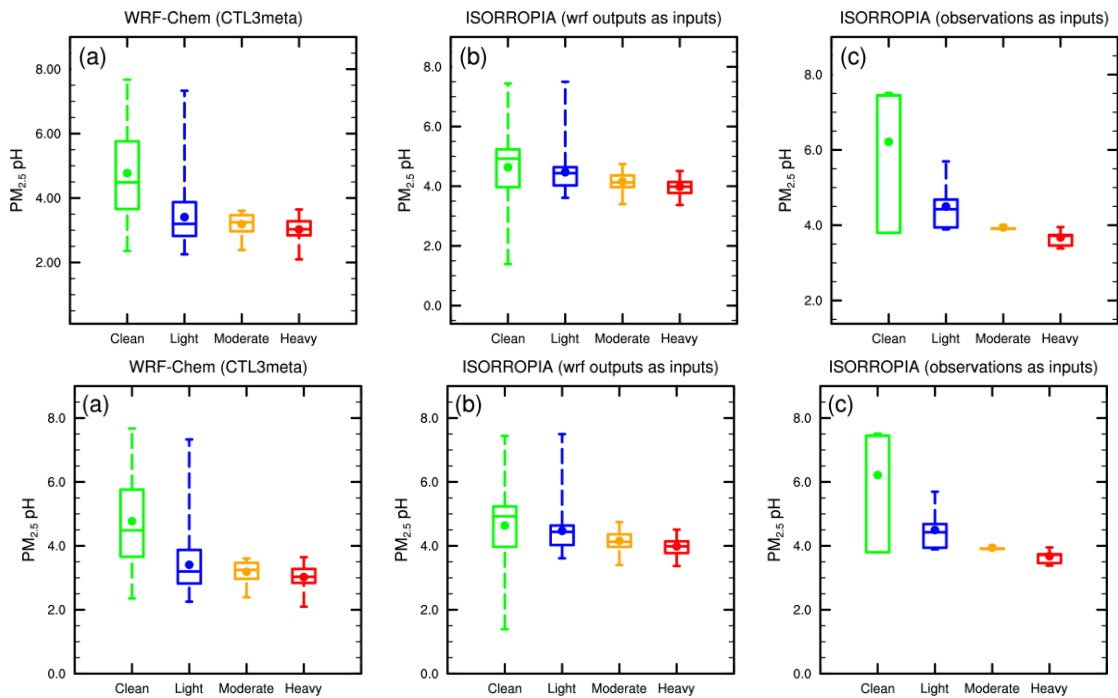 WRF-Chem (CTL3meta)
ISORROPIA (wrf outputs as inputs)
ISORROPIA (observations as inputs)
(a)
8.00
6.00
4.00
2.00
PM2.5 pH
Clean Light Moderate Heavy
(b)
8.0
6.0
4.0
2.0
0.0
PM2.5 pH
Clean Light Moderate Heavy
(c)
8.0
6.0
4.0
2.0
PM2.5 pH
Clean Light Moderate Heavy
WRF-Chem (CTL3meta)
ISORROPIA (wrf outputs as inputs)
ISORROPIA (observations as inputs)
(a)
8.0
6.0
4.0
2.0
0.0
PM2.5 pH
Clean Light Moderate Heavy
(b)
8.0
6.0
4.0
2.0
0.0
PM2.5 pH
Clean Light Moderate Heavy
(c)
8.0
6.0
4.0
2.0
0.0
PM2.5 pH
Clean Light Moderate Heavy